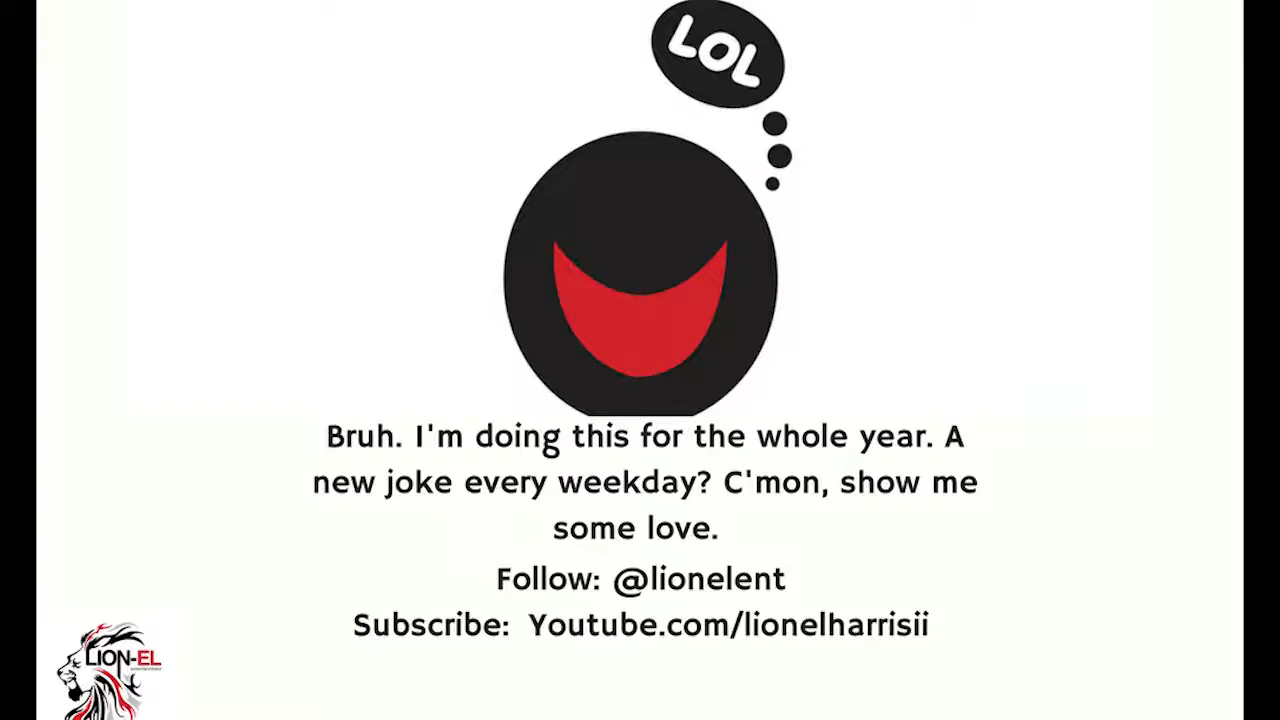 LOL
Bruh. I'm doing this for the whole year. A
new joke every weekday? C'mon, show me
some love.
Follow: @lionelent
Subscribe: Youtube.com/lionelharrisii
LION-EL